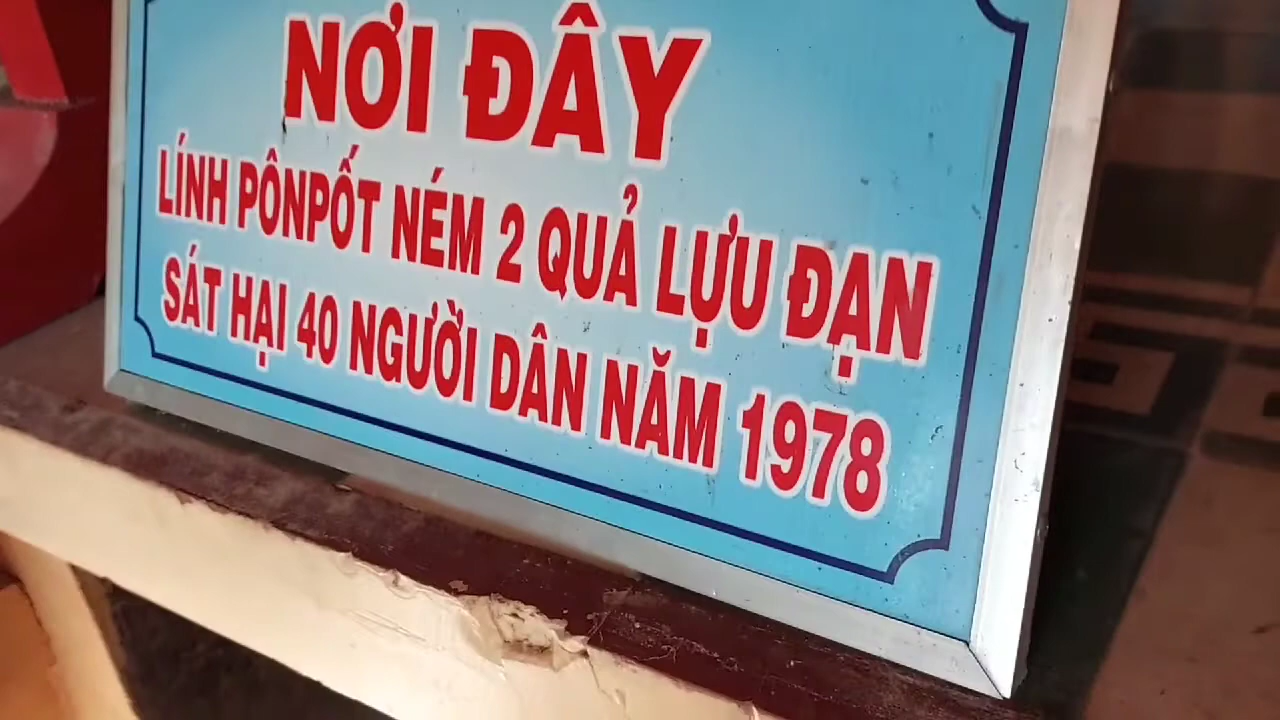 NƠI ĐÂY
LÍNH PÔNPỐT NÉM 2 QUẢ LỰU ĐẠN
SÁT HẠI 40 NGƯỜI DÂN NĂM 1978